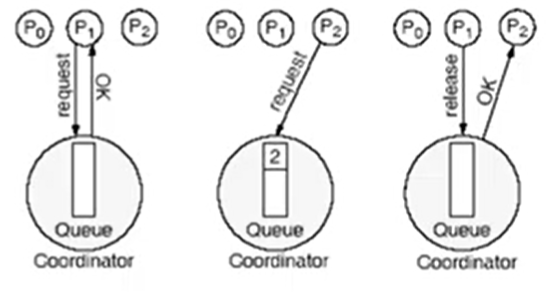 P0 P1 P2
request
OK
Queue
Coordinator
P0 P1 P2
request
2
Queue
Coordinator
P0 P1 P2
release
OK
Queue
Coordinator